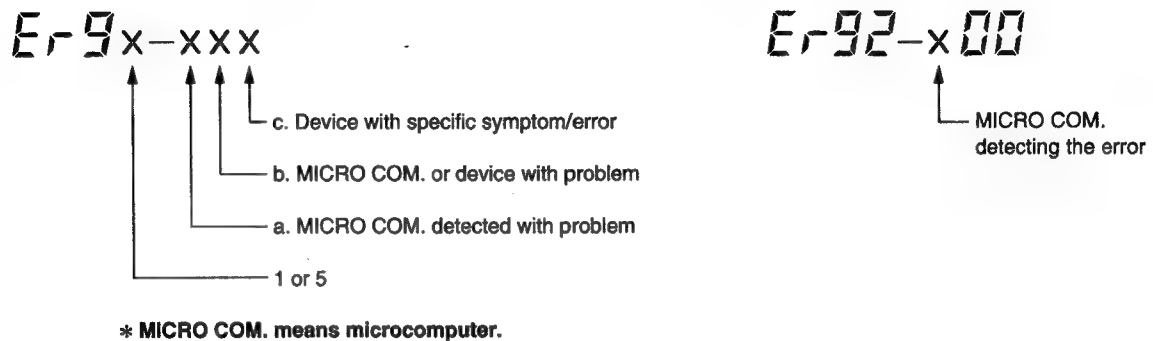 Er9x-xxx
c. Device with specific symptom/error
b. MICRO COM. or device with problem
a. MICRO COM. detected with problem
1 or 5
* MICRO COM. means microcomputer.
Er92-x00
MICRO COM.
detecting the error